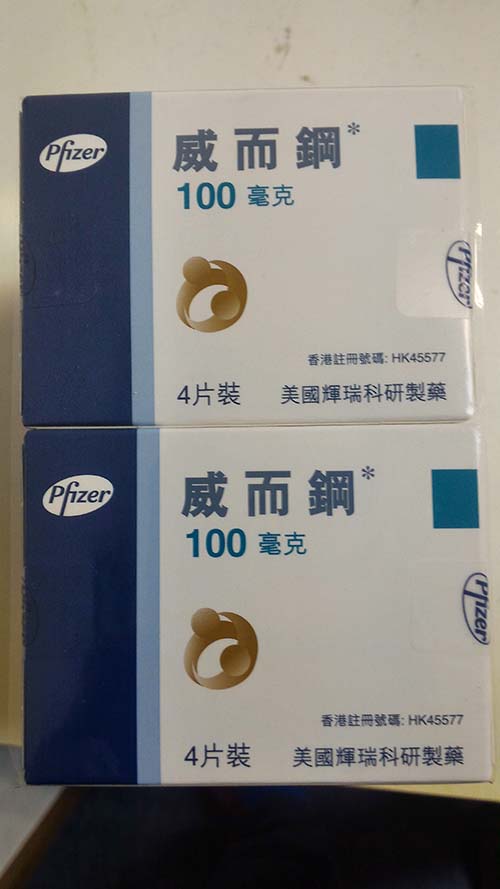 Pfizer
威而鋼*
100 毫克
Pfizer
香港註冊號碼: HK45577
4片裝 美國輝瑞科研製藥
Pfizer
威而鋼*
100 毫克
Pfizer
香港註冊號碼: HK45577
4片裝 美國輝瑞科研製藥